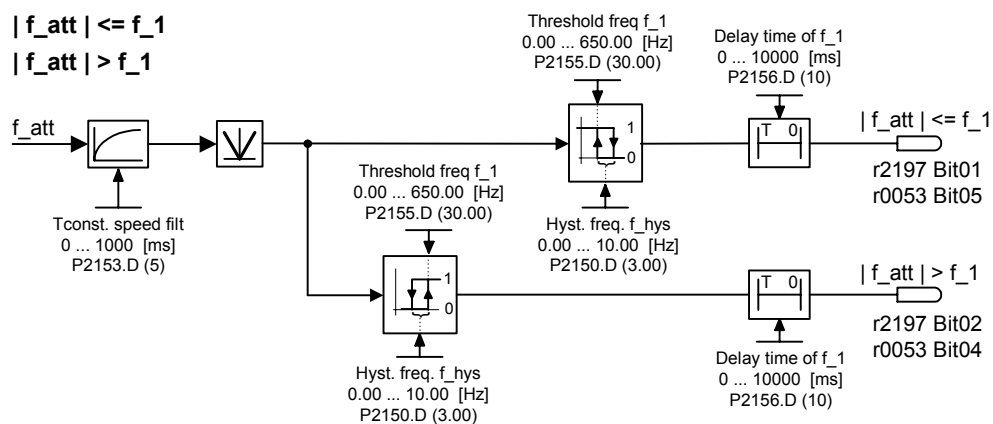 | f_att | <= f_1
| f_att | > f_1
Threshold freq f_1
0.00 ... 650.00 [Hz]
P2155.D (30.00)
Delay time of f_1
0 ... 10000 [ms]
P2156.D (10)
f_att
1
0
T 0
| f_att | <= f_1
r2197 Bit01
r0053 Bit05
Tconst. speed filt
0 ... 1000 [ms]
P2153.D (5)
Threshold freq f_1
0.00 ... 650.00 [Hz]
P2155.D (30.00)
Hyst. freq. f_hys
0.00 ... 10.00 [Hz]
P2150.D (3.00)
1
0
T 0
| f_att | > f_1
r2197 Bit02
r0053 Bit04
Hyst. freq. f_hys
0.00 ... 10.00 [Hz]
P2150.D (3.00)
Delay time of f_1
0 ... 10000 [ms]
P2156.D (10)